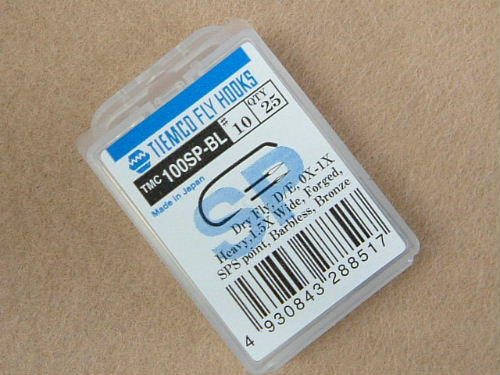 TIEMCO FLY HOOKS
TMC 100SP-BL
# 10
QTY 25
Made in Japan
SP
Dry Fly, D/E, 0X-1X
Heavy,1.5X Wide, Forged,
SPS point, Barbless, Bronze
4 930843 288517